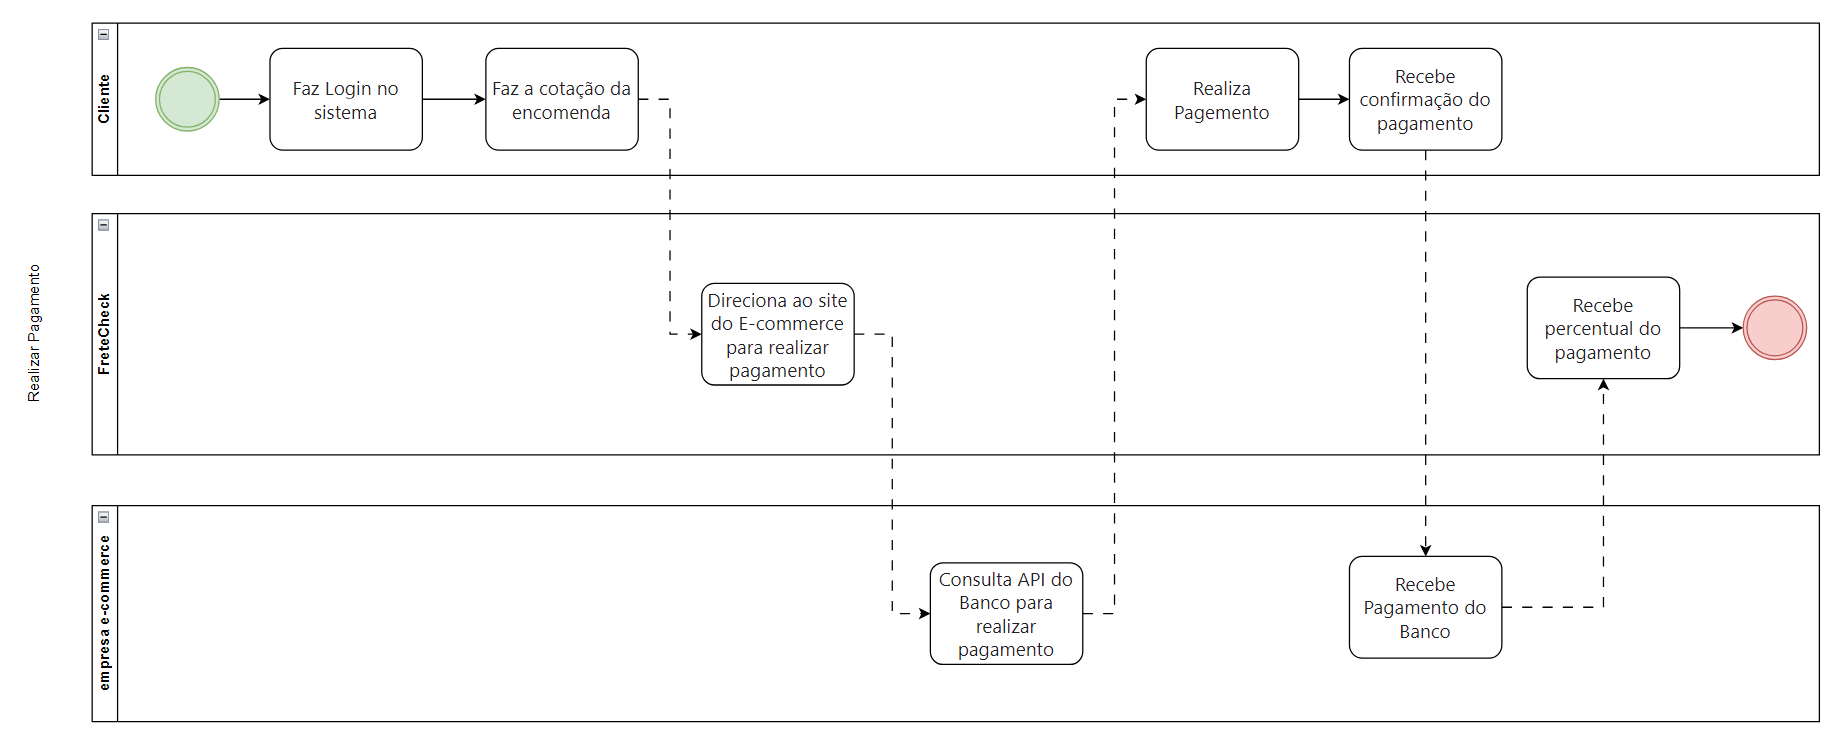 Realizar Pagamento
Cliente
Faz Login no
sistema
Faz a cotação da
encomenda
Realiza
Pagemento
Recebe
confirmação do
pagamento
FreteCheck
Direciona ao site
do E-commerce
para realizar
pagamento
Recebe
percentual do
pagamento
empresa e-commerce
Consulta API do
Banco para
realizar
pagamento
Recebe
Pagamento do
Banco